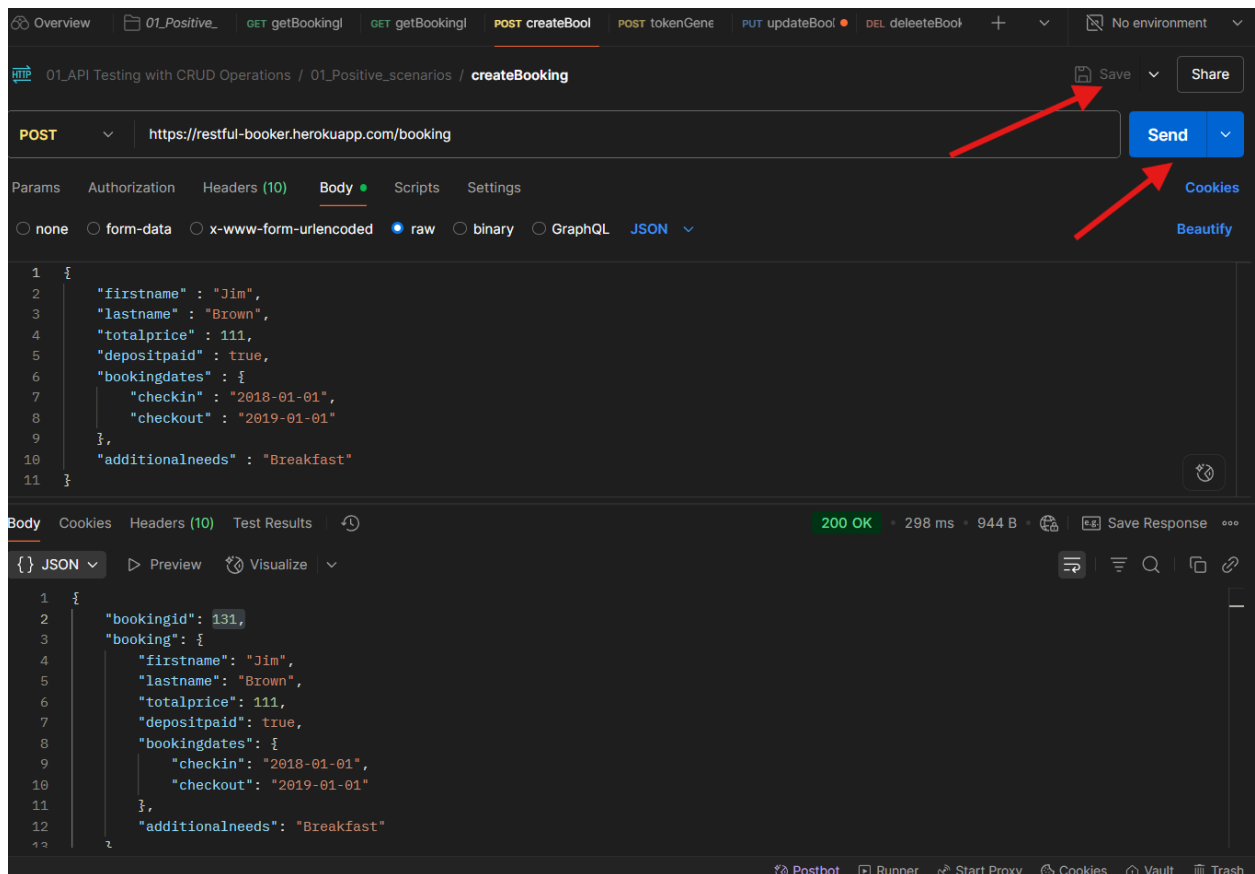 Overview 01_Positive_ GET getBookingI GET getBookingI POST createBool POST tokenGene PUT updateBool DEL deleeteBook No environment
HTTP 01_API Testing with CRUD Operations / 01_Positive_scenarios / createBooking Save Share
POST https://restful-booker.herokuapp.com/booking Send
Params Authorization Headers (10) Body Scripts Settings Cookies
none form-data x-www-form-urlencoded raw binary GraphQL JSON Beautify
1 {
2 "firstname" : "Jim",
3 "lastname" : "Brown",
4 "totalprice" : 111,
5 "depositpaid" : true,
6 "bookingdates" : {
7 "checkin" : "2018-01-01",
8 "checkout" : "2019-01-01"
9 },
10 "additionalneeds" : "Breakfast"
11 }
Body Cookies Headers (10) Test Results 200 OK 298 ms 944 B e.g. Save Response
{} JSON Preview Visualize
1 {
2 "bookingid": 131,
3 "booking": {
4 "firstname": "Jim",
5 "lastname": "Brown",
6 "totalprice": 111,
7 "depositpaid": true,
8 "bookingdates": {
9 "checkin": "2018-01-01",
10 "checkout": "2019-01-01"
11 },
12 "additionalneeds": "Breakfast"
13 }
Postbot Runner Start Proxy Cookies Vault Trash